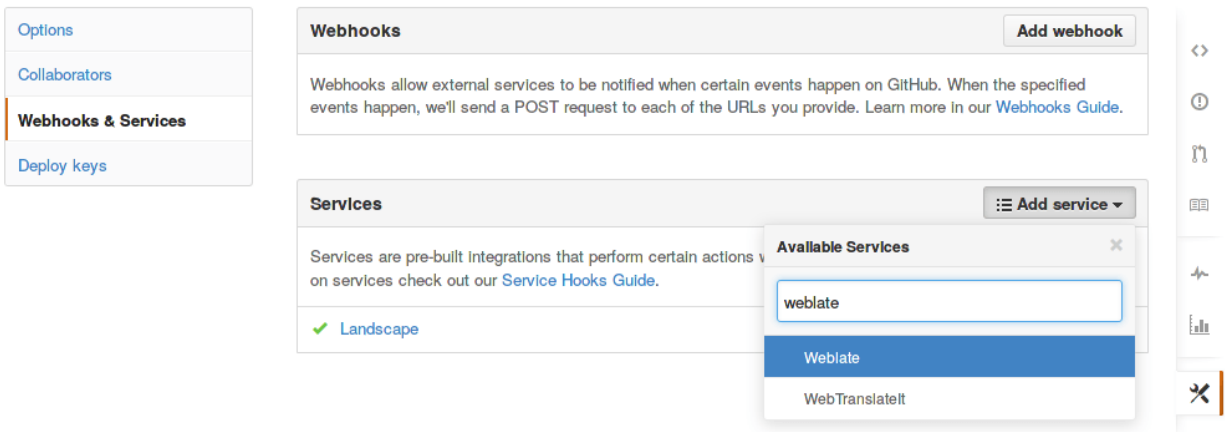 Options
Collaborators
Webhooks & Services
Deploy keys
Webhooks
Add webhook
Webhooks allow external services to be notified when certain events happen on GitHub. When the specified
events happen, we'll send a POST request to each of the URLs you provide. Learn more in our Webhooks Guide.
Services
Add service
Services are pre-built integrations that perform certain actions
on services check out our Service Hooks Guide.
Landscape
Available Services
weblate
Weblate
WebTranslateIt